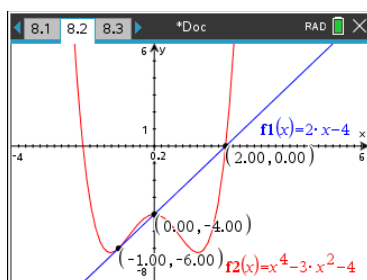 8.1 8.2 8.3 *Doc RAD
6 y
f1(x)=2·x-4
1
x
-4 0.2 6
(2.00,0.00)
(0.00,-4.00)
(-1.00,-6.00)
f2(x)=x⁴-3·x²-4
-8